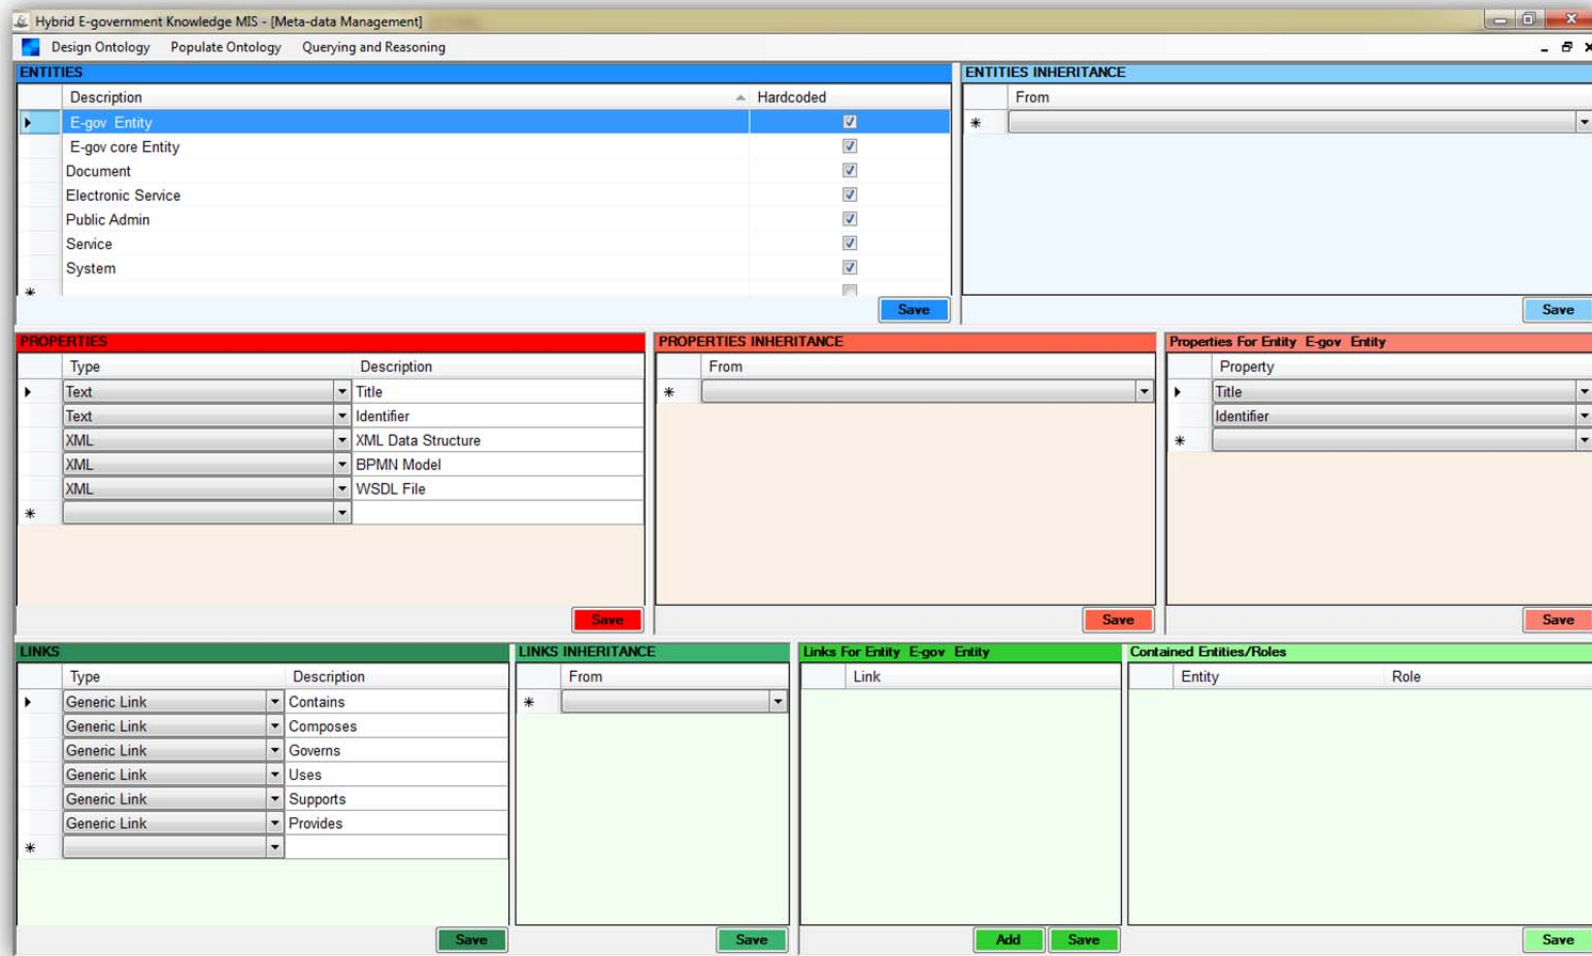 Hybrid E-government Knowledge MIS - [Meta-data Management]
Design Ontology Populate Ontology Querying and Reasoning
ENTITIES
Description Hardcoded
E-gov Entity
E-gov core Entity
Document
Electronic Service
Public Admin
Service
System
Save
ENTITIES INHERITANCE
From
Save
PROPERTIES
Type Description
Text Title
Text Identifier
XML XML Data Structure
XML BPMN Model
XML WSDL File
Save
PROPERTIES INHERITANCE
From
Save
Properties For Entity E-gov Entity
Property
Title
Identifier
Save
LINKS
Type Description
Generic Link Contains
Generic Link Composes
Generic Link Governs
Generic Link Uses
Generic Link Supports
Generic Link Provides
Save
LINKS INHERITANCE
From
Save
Links For Entity E-gov Entity
Link
Add Save
Contained Entities/Roles
Entity Role
Save